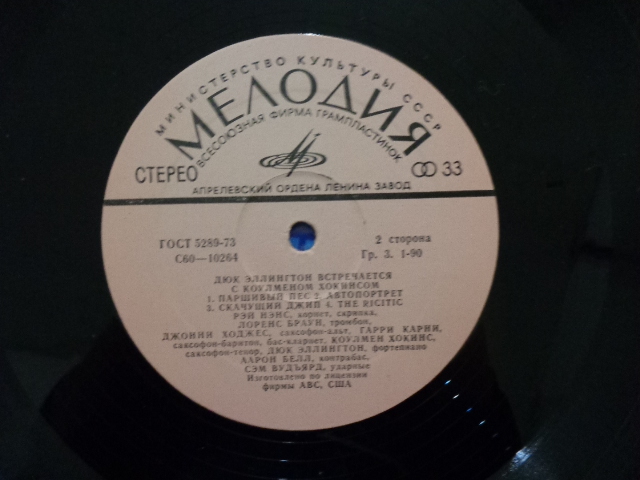 МИНИСТЕРСТВО КУЛЬТУРЫ СССР
МЕЛОДИЯ
ВСЕСОЮЗНАЯ ФИРМА ГРАМПЛАСТИНОК
СТЕРЕО
33
АПРЕЛЕВСКИЙ ОРДЕНА ЛЕНИНА ЗАВОД
ГОСТ 5289-73
2 сторона
С60—10264
Гр. 3. 1-90
ДЮК ЭЛЛИНГТОН ВСТРЕЧАЕТСЯ
С КОУЛМЕНОМ ХОКИНСОМ
1. ПАРШИВЫЙ ПЕС 2. АВТОПОРТРЕТ
3. СКАЧУЩИЙ ДЖИП 4. THE RICITIC
РЭЙ НЭНС, корнет, скрипка,
ЛОРЕНС БРАУН, тромбон,
ДЖОННИ ХОДЖЕС, саксофон-альт, ГАРРИ КАРНИ,
саксофон-баритон, бас-кларнет, КОУЛМЕН ХОКИНС,
саксофон-тенор, ДЮК ЭЛЛИНГТОН, фортепиано
ААРОН БЕЛЛ, контрабас,
СЭМ ВУДЪЯРД, ударные
Изготовлено по лицензии
фирмы ABC, США